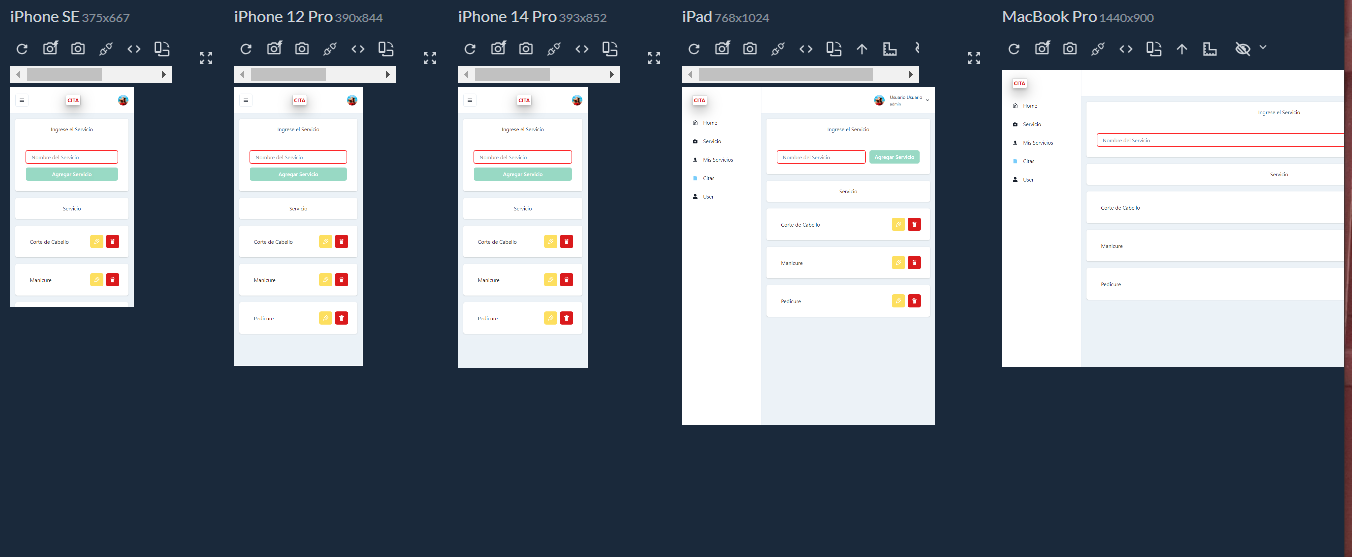 iPhone SE 375x667
CITA
Ingrese el Servicio
Nombre del Servicio
Agregar Servicio
Servicio
Corte de Cabello
Manicure
iPhone 12 Pro 390x844
CITA
Ingrese el Servicio
Nombre del Servicio
Agregar Servicio
Servicio
Corte de Cabello
Manicure
Pedicure
iPhone 14 Pro 393x852
CITA
Ingrese el Servicio
Nombre del Servicio
Agregar Servicio
Servicio
Corte de Cabello
Manicure
Pedicure
iPad 768x1024
CITA
Usuario Usuario
admin
Home
Servicio
Mis Servicios
Citas
User
Ingrese el Servicio
Nombre del Servicio
Agregar Servicio
Servicio
Corte de Cabello
Manicure
Pedicure
MacBook Pro 1440x900
CITA
Home
Servicio
Mis Servicios
Citas
User
Ingrese el Servicio
Nombre del Servicio
Servicio
Corte de Cabello
Manicure
Pedicure